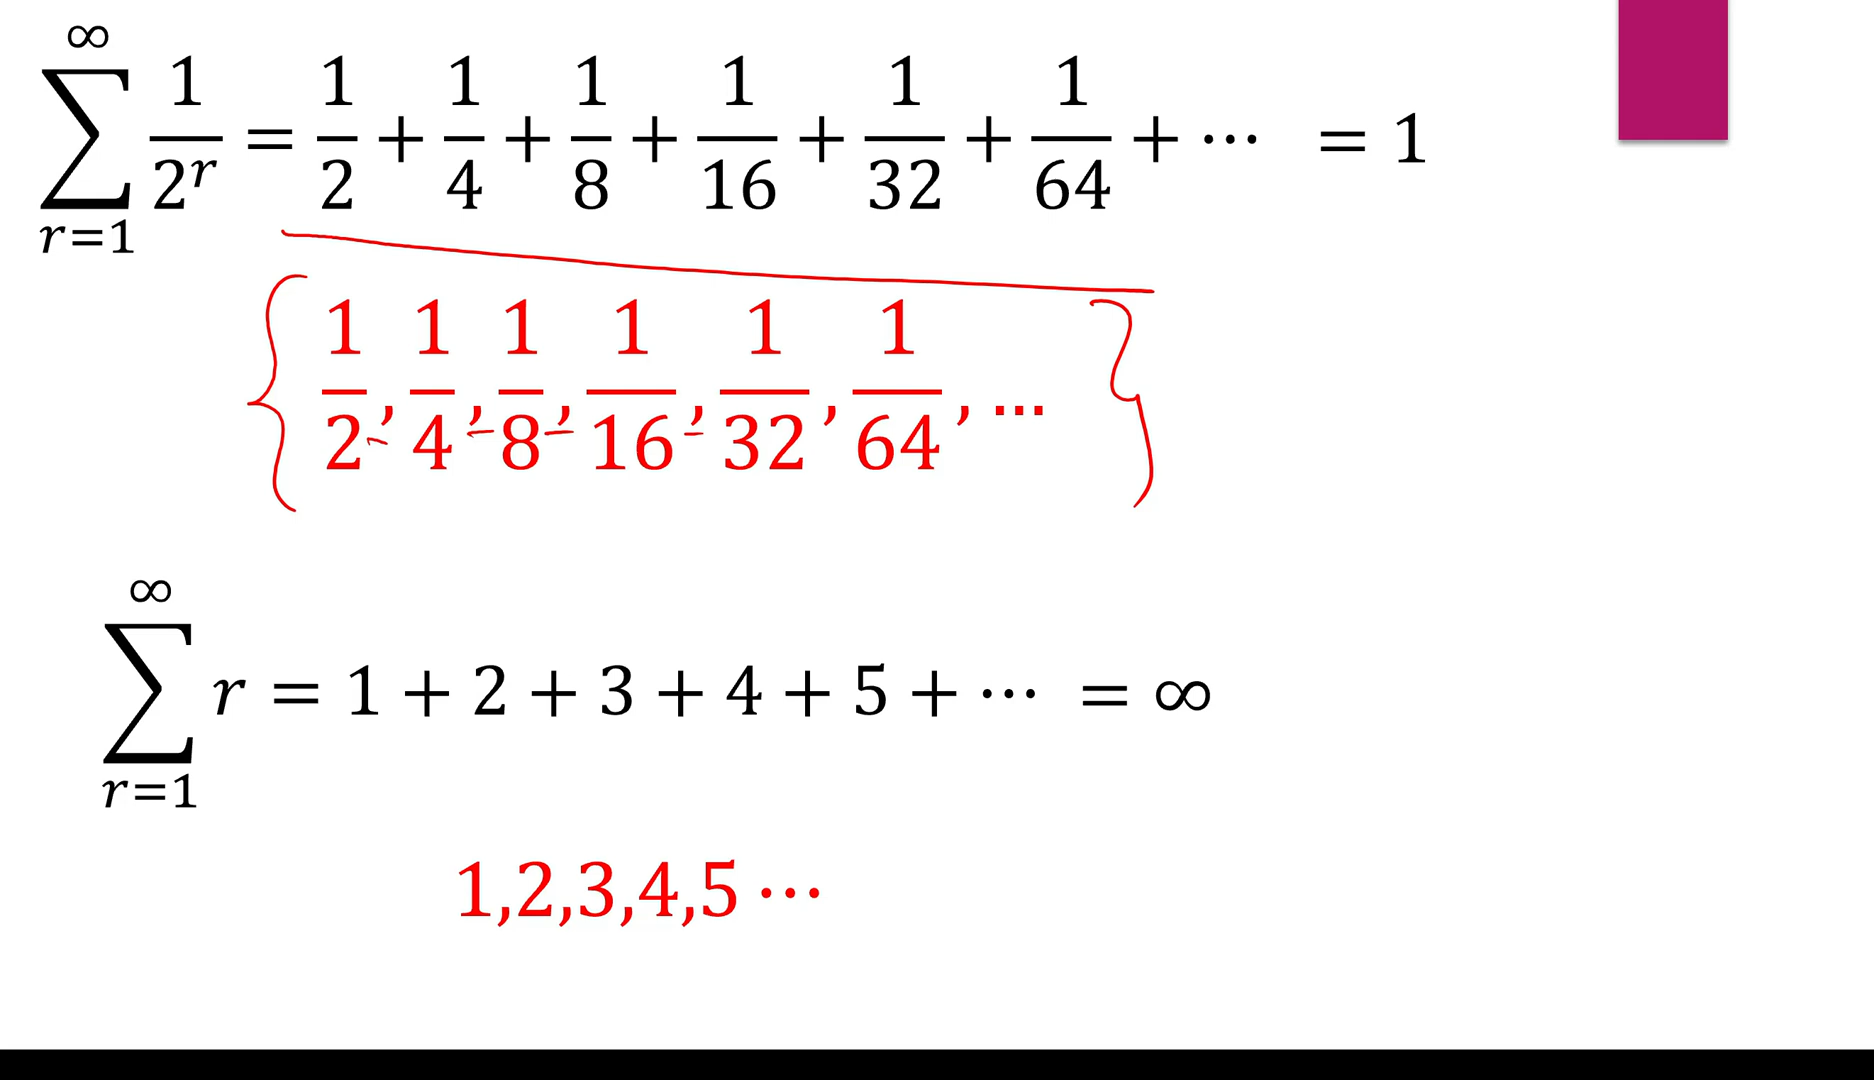 ∑_{r=1}^{∞} 1/2^r = 1/2 + 1/4 + 1/8 + 1/16 + 1/32 + 1/64 + ⋯ = 1
{ 1/2, 1/4, 1/8, 1/16, 1/32, 1/64, ... }
∑_{r=1}^{∞} r = 1 + 2 + 3 + 4 + 5 + ⋯ = ∞
1,2,3,4,5 ⋯